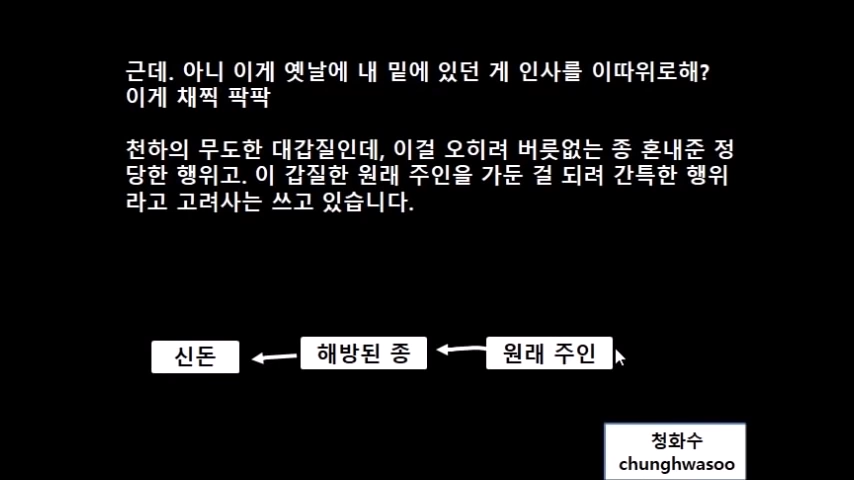 근데. 아니 이게 옛날에 내 밑에 있던 게 인사를 이따위로해?
이게 채찍 팍팍
천하의 무도한 대갑질인데, 이걸 오히려 버릇없는 종 혼내준 정
당한 행위고. 이 갑질한 원래 주인을 가둔 걸 되려 간특한 행위
라고 고려사는 쓰고 있습니다.
신돈
해방된 종
원래 주인
청화수
chunghwasoo